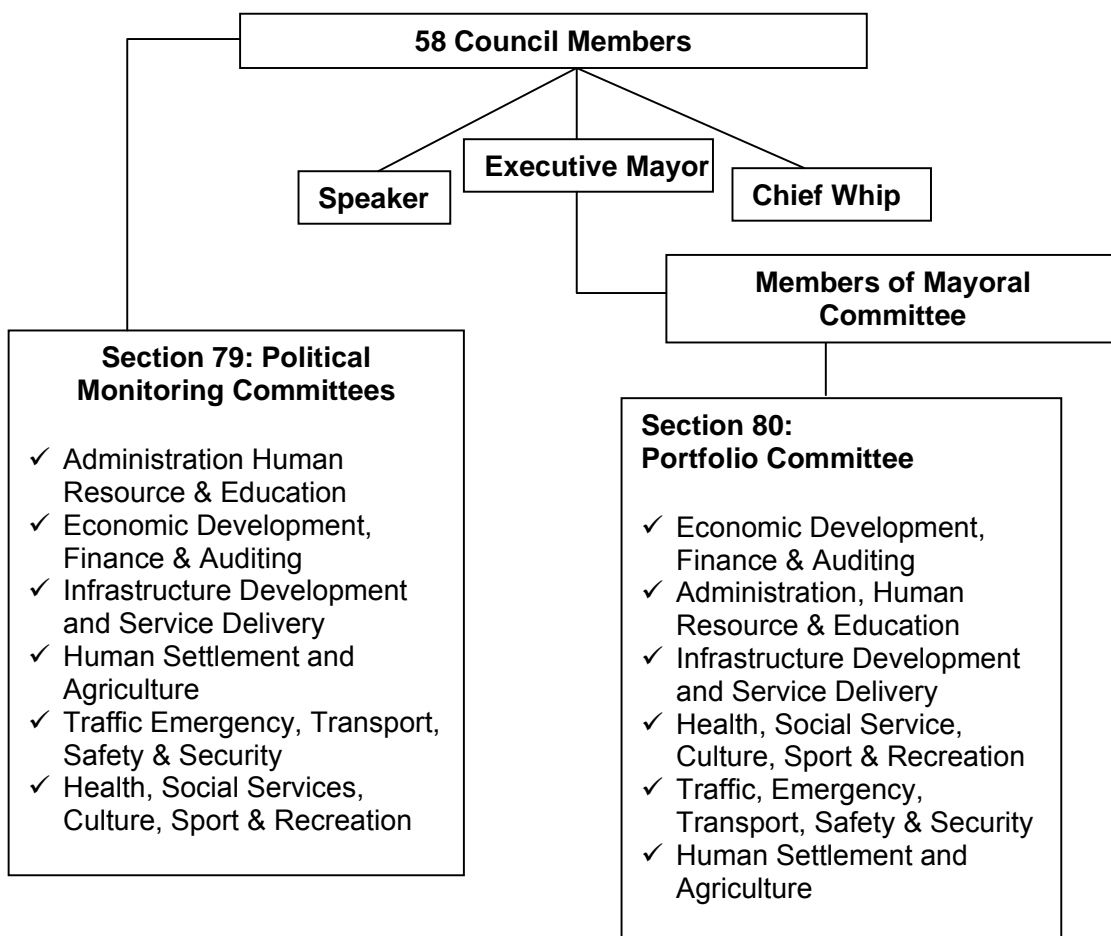 58 Council Members
Speaker
Executive Mayor
Chief Whip
Members of Mayoral
Committee
Section 79: Political
Monitoring Committees
✓ Administration Human
Resource & Education
✓ Economic Development,
Finance & Auditing
✓ Infrastructure Development
and Service Delivery
✓ Human Settlement and
Agriculture
✓ Traffic Emergency, Transport,
Safety & Security
✓ Health, Social Services,
Culture, Sport & Recreation
Section 80:
Portfolio Committee
✓ Economic Development,
Finance & Auditing
✓ Administration, Human
Resource & Education
✓ Infrastructure Development
and Service Delivery
✓ Health, Social Service,
Culture, Sport & Recreation
✓ Traffic, Emergency,
Transport, Safety & Security
✓ Human Settlement and
Agriculture